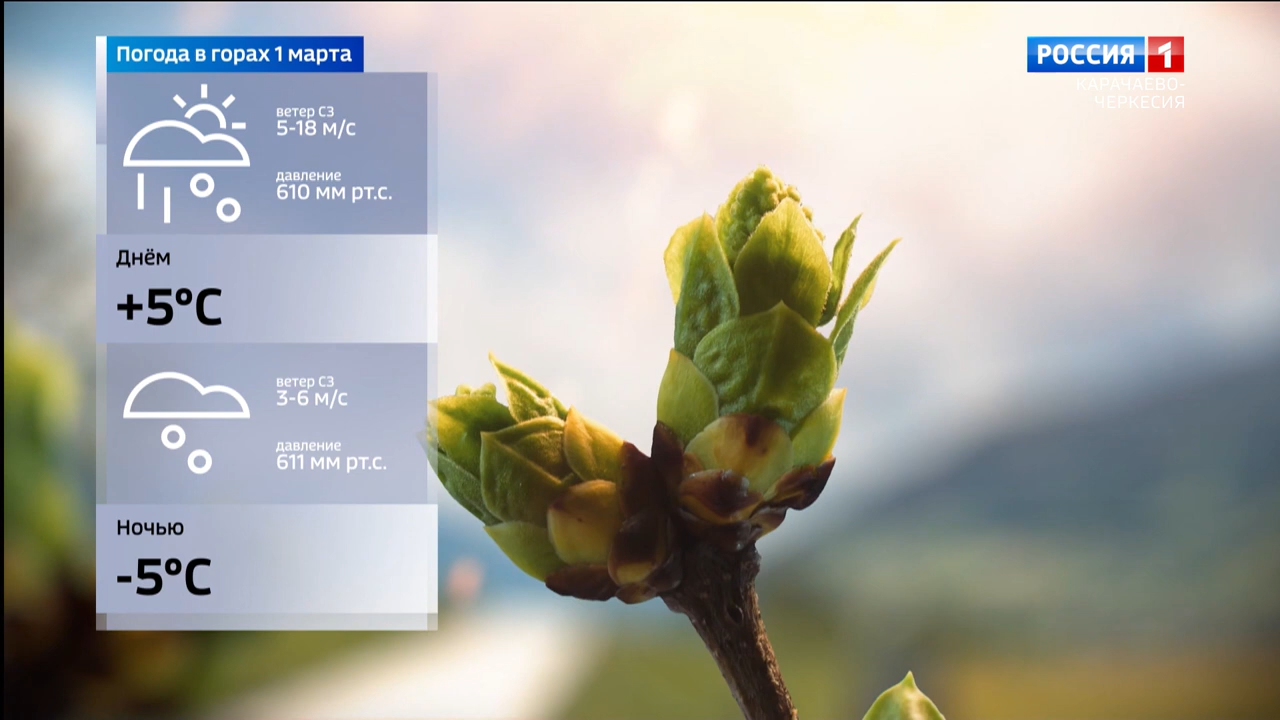 Погода в горах 1 марта
РОССИЯ 1
КАРАЧАЕВО-
ЧЕРКЕСИЯ
ветер СЗ
5-18 м/с
давление
610 мм рт.с.
Днём
+5°C
ветер СЗ
3-6 м/с
давление
611 мм рт.с.
Ночью
-5°C